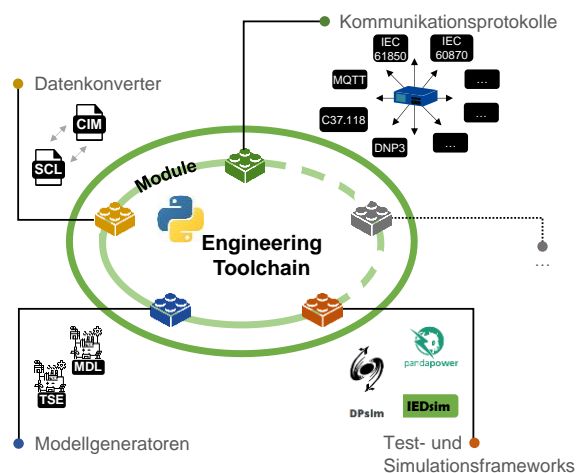 Kommunikationsprotokolle
IEC
61850
IEC
60870
MQTT
...
C37.118
...
DNP3
...
Datenkonverter
CIM
SCL
Module
Engineering
Toolchain
...
MDL
TSE
Modellgeneratoren
pandapower
DPsim
IEDsim
Test- und
Simulationsframeworks